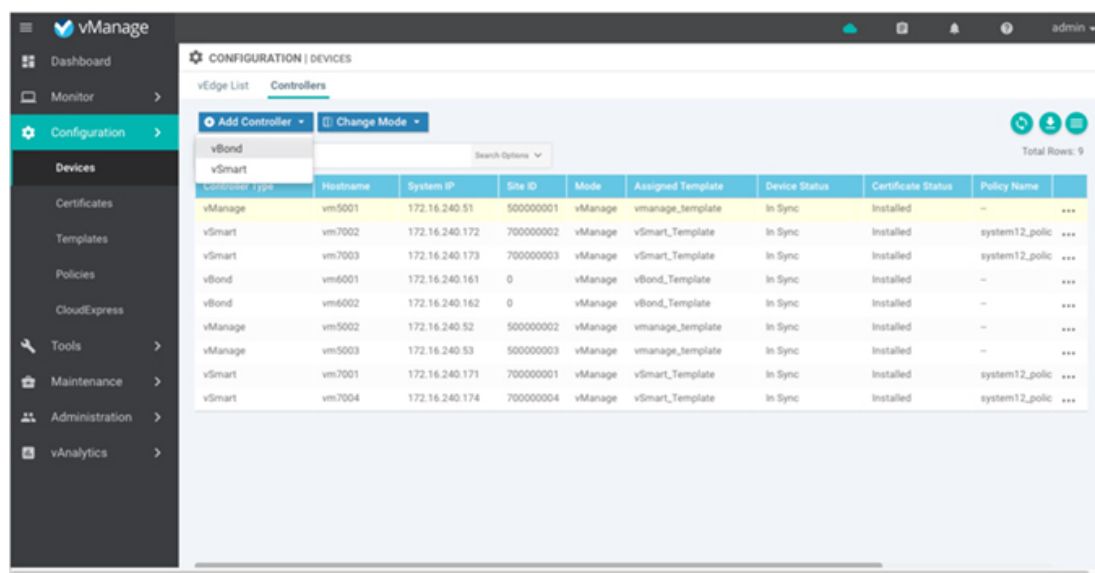 vManage
admin
Dashboard
Monitor
Configuration
Devices
Certificates
Templates
Policies
CloudExpress
Tools
Maintenance
Administration
vAnalytics
CONFIGURATION | DEVICES
vEdge List Controllers
Add Controller Change Mode
vBond
vSmart
Search Options
Total Rows: 9
Controller Type Hostname System IP Site ID Mode Assigned Template Device Status Certificate Status Policy Name
vManage vm5001 172.16.240.51 500000001 vManage vmanage_template In Sync Installed -- ...
vSmart vm7002 172.16.240.172 700000002 vManage vSmart_Template In Sync Installed system12_polic ...
vSmart vm7003 172.16.240.173 700000003 vManage vSmart_Template In Sync Installed system12_polic ...
vBond vm6001 172.16.240.161 0 vManage vBond_Template In Sync Installed -- ...
vBond vm6002 172.16.240.162 0 vManage vBond_Template In Sync Installed -- ...
vManage vm5002 172.16.240.52 500000002 vManage vmanage_template In Sync Installed -- ...
vManage vm5003 172.16.240.53 500000003 vManage vmanage_template In Sync Installed -- ...
vSmart vm7001 172.16.240.171 700000001 vManage vSmart_Template In Sync Installed system12_polic ...
vSmart vm7004 172.16.240.174 700000004 vManage vSmart_Template In Sync Installed system12_polic ...